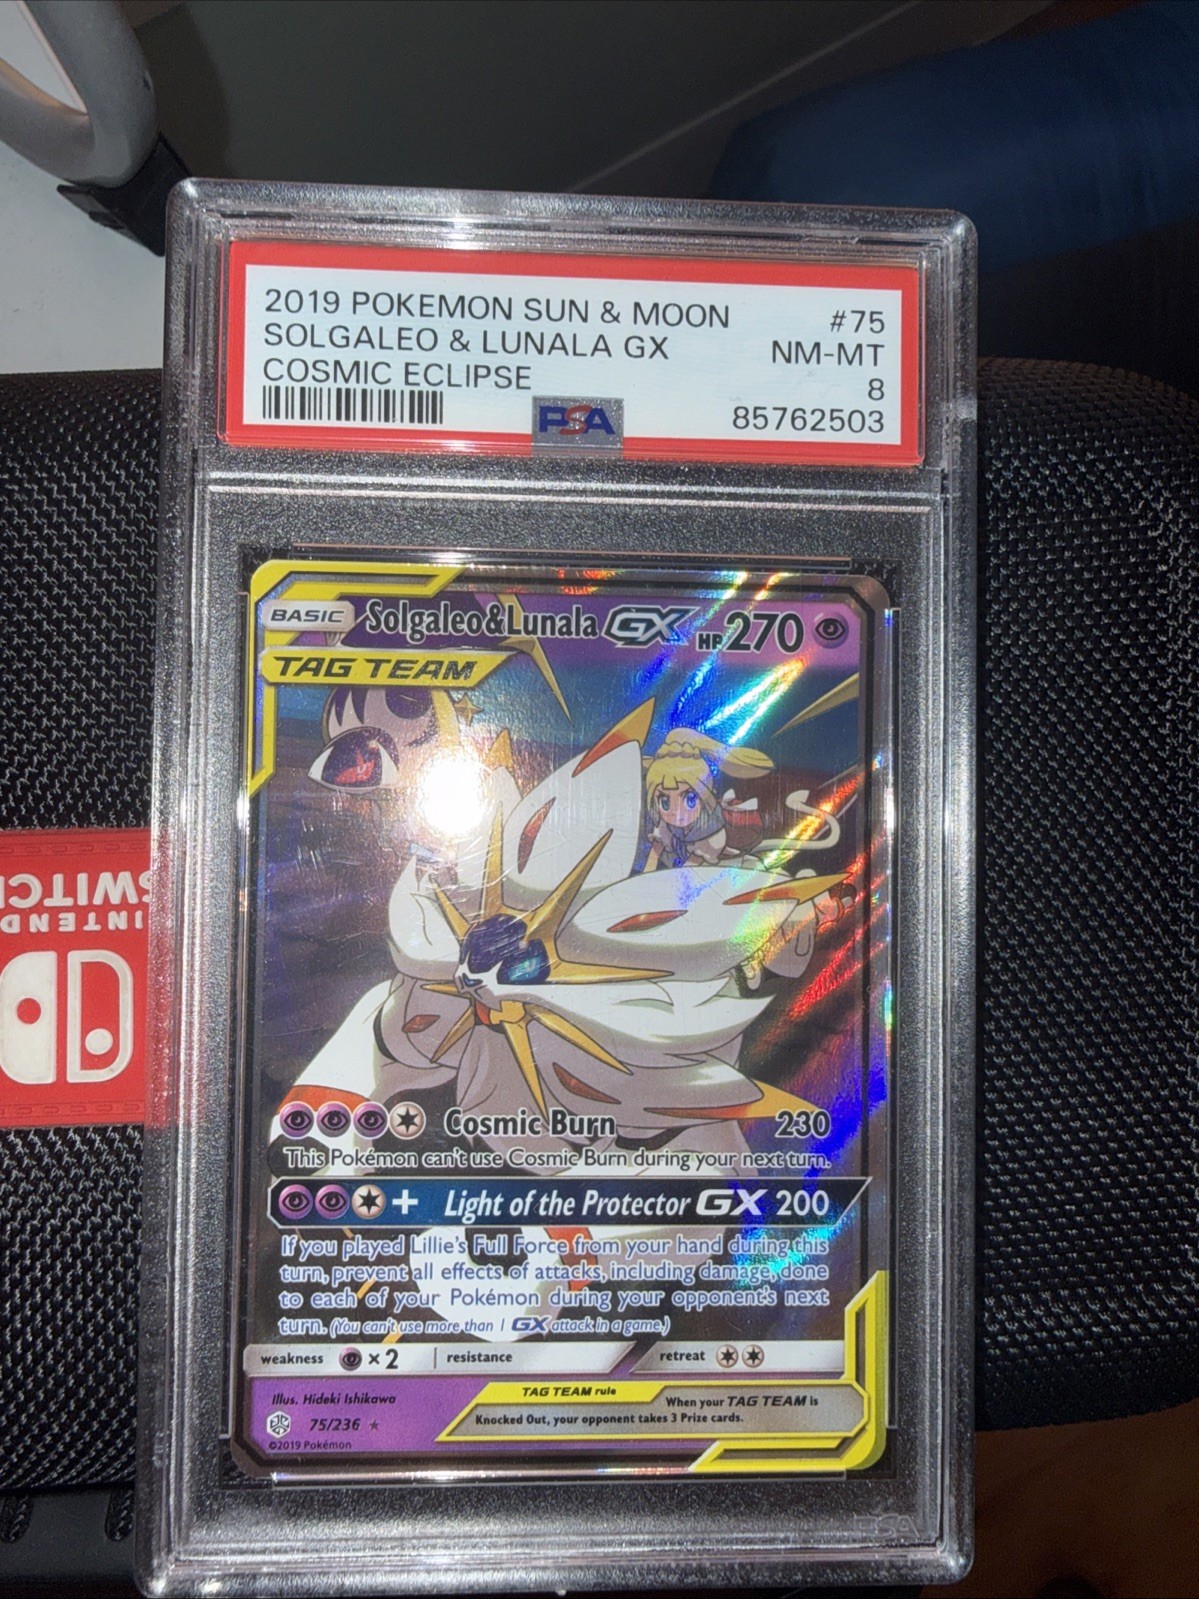 2019 POKEMON SUN & MOON #75
SOLGALEO & LUNALA GX NM-MT
COSMIC ECLIPSE 8
PSA 85762503
BASIC Solgaleo&Lunala GX HP270
TAG TEAM
NINTENDO
SWITCH
Cosmic Burn 230
This Pokémon can't use Cosmic Burn during your next turn.
+ Light of the Protector GX 200
If you played Lillie's Full Force from your hand during this
turn, prevent all effects of attacks, including damage, done
to each of your Pokémon during your opponent's next
turn. (You can't use more than 1 GX attack in a game.)
weakness ×2 resistance retreat
Illus. Hideki Ishikawa
75/236 ★
©2019 Pokémon
TAG TEAM rule
When your TAG TEAM is
Knocked Out, your opponent takes 3 Prize cards.
PSA